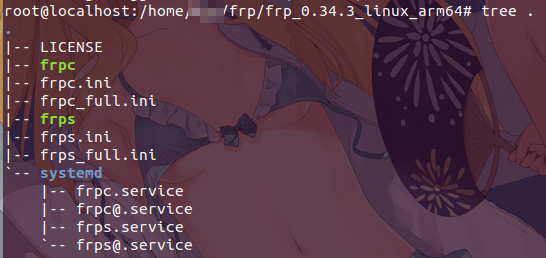 root@localhost:/home/    /frp/frp_0.34.3_linux_arm64# tree .
.
|-- LICENSE
|-- frpc
|-- frpc.ini
|-- frpc_full.ini
|-- frps
|-- frps.ini
|-- frps_full.ini
`-- systemd
    |-- frpc.service
    |-- frpc@.service
    |-- frps.service
    `-- frps@.service